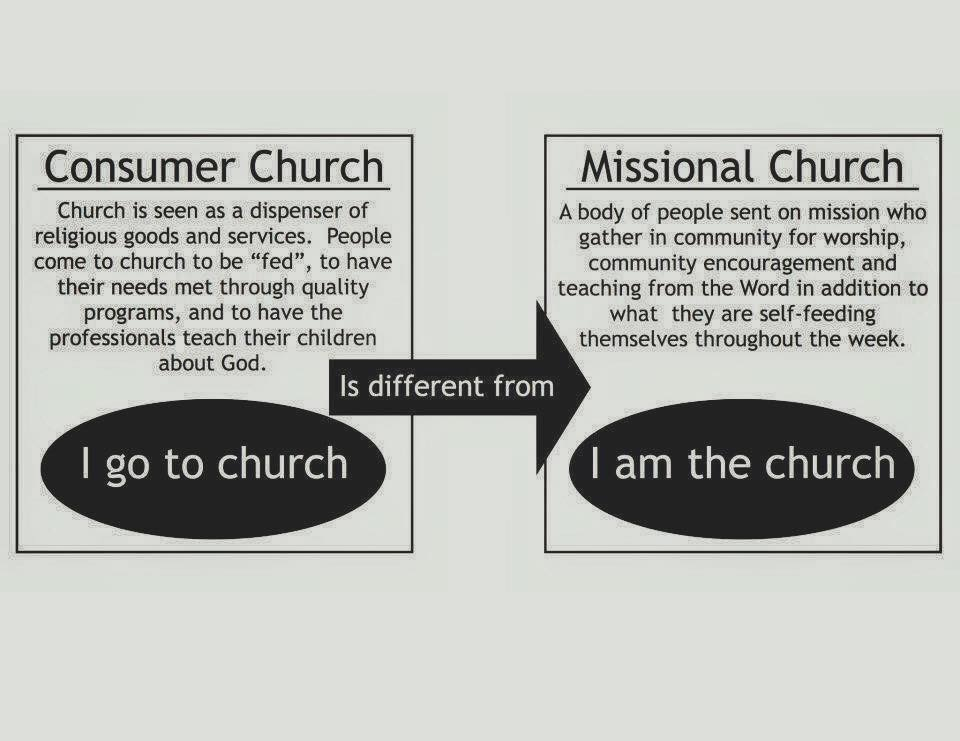 Consumer Church
Church is seen as a dispenser of
religious goods and services.  People
come to church to be “fed”, to have
their needs met through quality
programs, and to have the
professionals teach their children
about God.
I go to church
Is different from
Missional Church
A body of people sent on mission who
gather in community for worship,
community encouragement and
teaching from the Word in addition to
what  they are self-feeding
themselves throughout the week.
I am the church